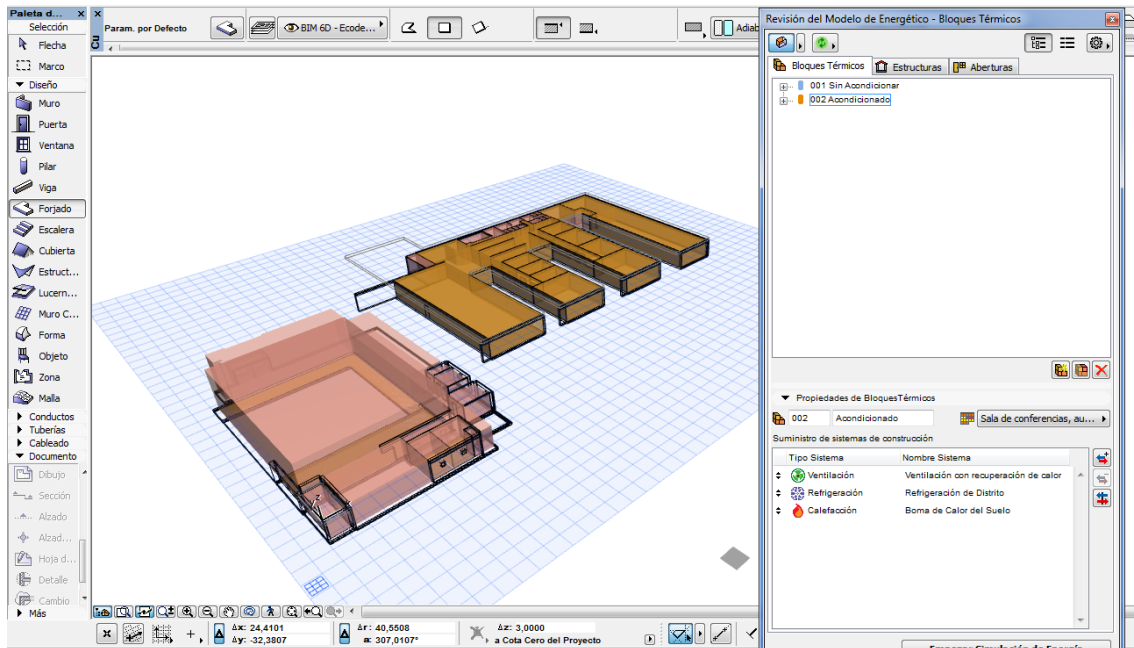 Paleta d...
Selección
Flecha
Marco
Diseño
Muro
Puerta
Ventana
Pilar
Viga
Forjado
Escalera
Cubierta
Estruct...
Lucern...
Muro C...
Forma
Objeto
Zona
Malla
Conductos
Tuberías
Cableado
Documento
Dibujo
Sección
Alzado
Alzad...
Hoja d...
Detalle
Cambio
Más
Cu
Param. por Defecto
BIM 6D - Ecode...
Adiab
Revisión del Modelo de Energético - Bloques Térmicos
Bloques Térmicos
Estructuras
Aberturas
001 Sin Acondicionar
002 Acondicionado
Propiedades de BloquesTérmicos
002
Acondicionado
Sala de conferencias, au...
Suministro de sistemas de construcción
Tipo Sistema
Nombre Sistema
Ventilación
Ventilación con recuperación de calor
Refrigeración
Refrigeración de Distrito
Calefacción
Boma de Calor del Suelo
Empezar Simulación de Energía
Δx: 24,4101
Δy: -32,3807
Δr: 40,5508
α: 307,0107°
Δz: 3,0000
a Cota Cero del Proyecto